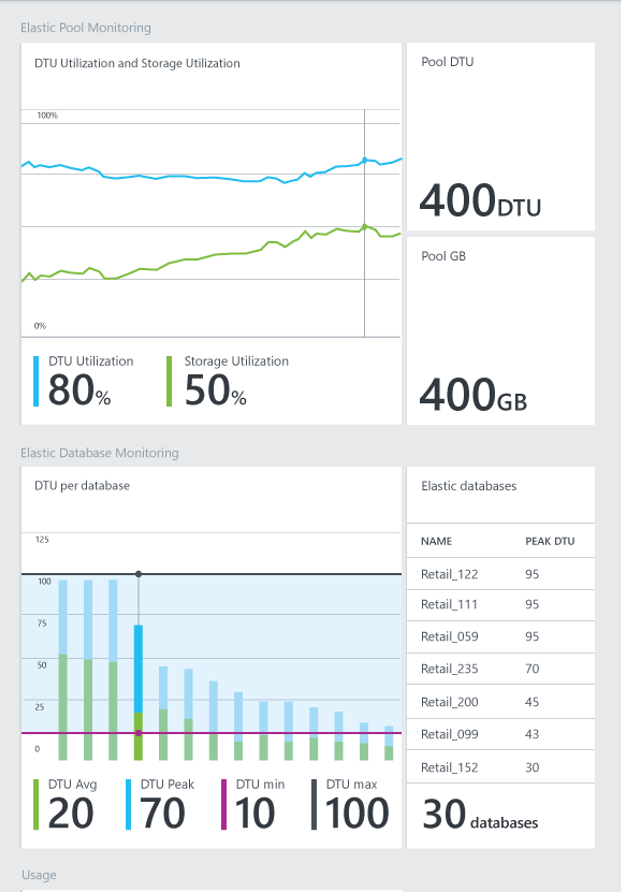 Elastic Pool Monitoring
DTU Utilization and Storage Utilization
100%
0%
DTU Utilization
80%
Storage Utilization
50%
Pool DTU
400DTU
Pool GB
400GB
Elastic Database Monitoring
DTU per database
125
100
75
50
25
0
DTU Avg
20
DTU Peak
70
DTU min
10
DTU max
100
Elastic databases
NAME PEAK DTU
Retail_122 95
Retail_111 95
Retail_059 95
Retail_235 70
Retail_200 45
Retail_099 43
Retail_152 30
30 databases
Usage